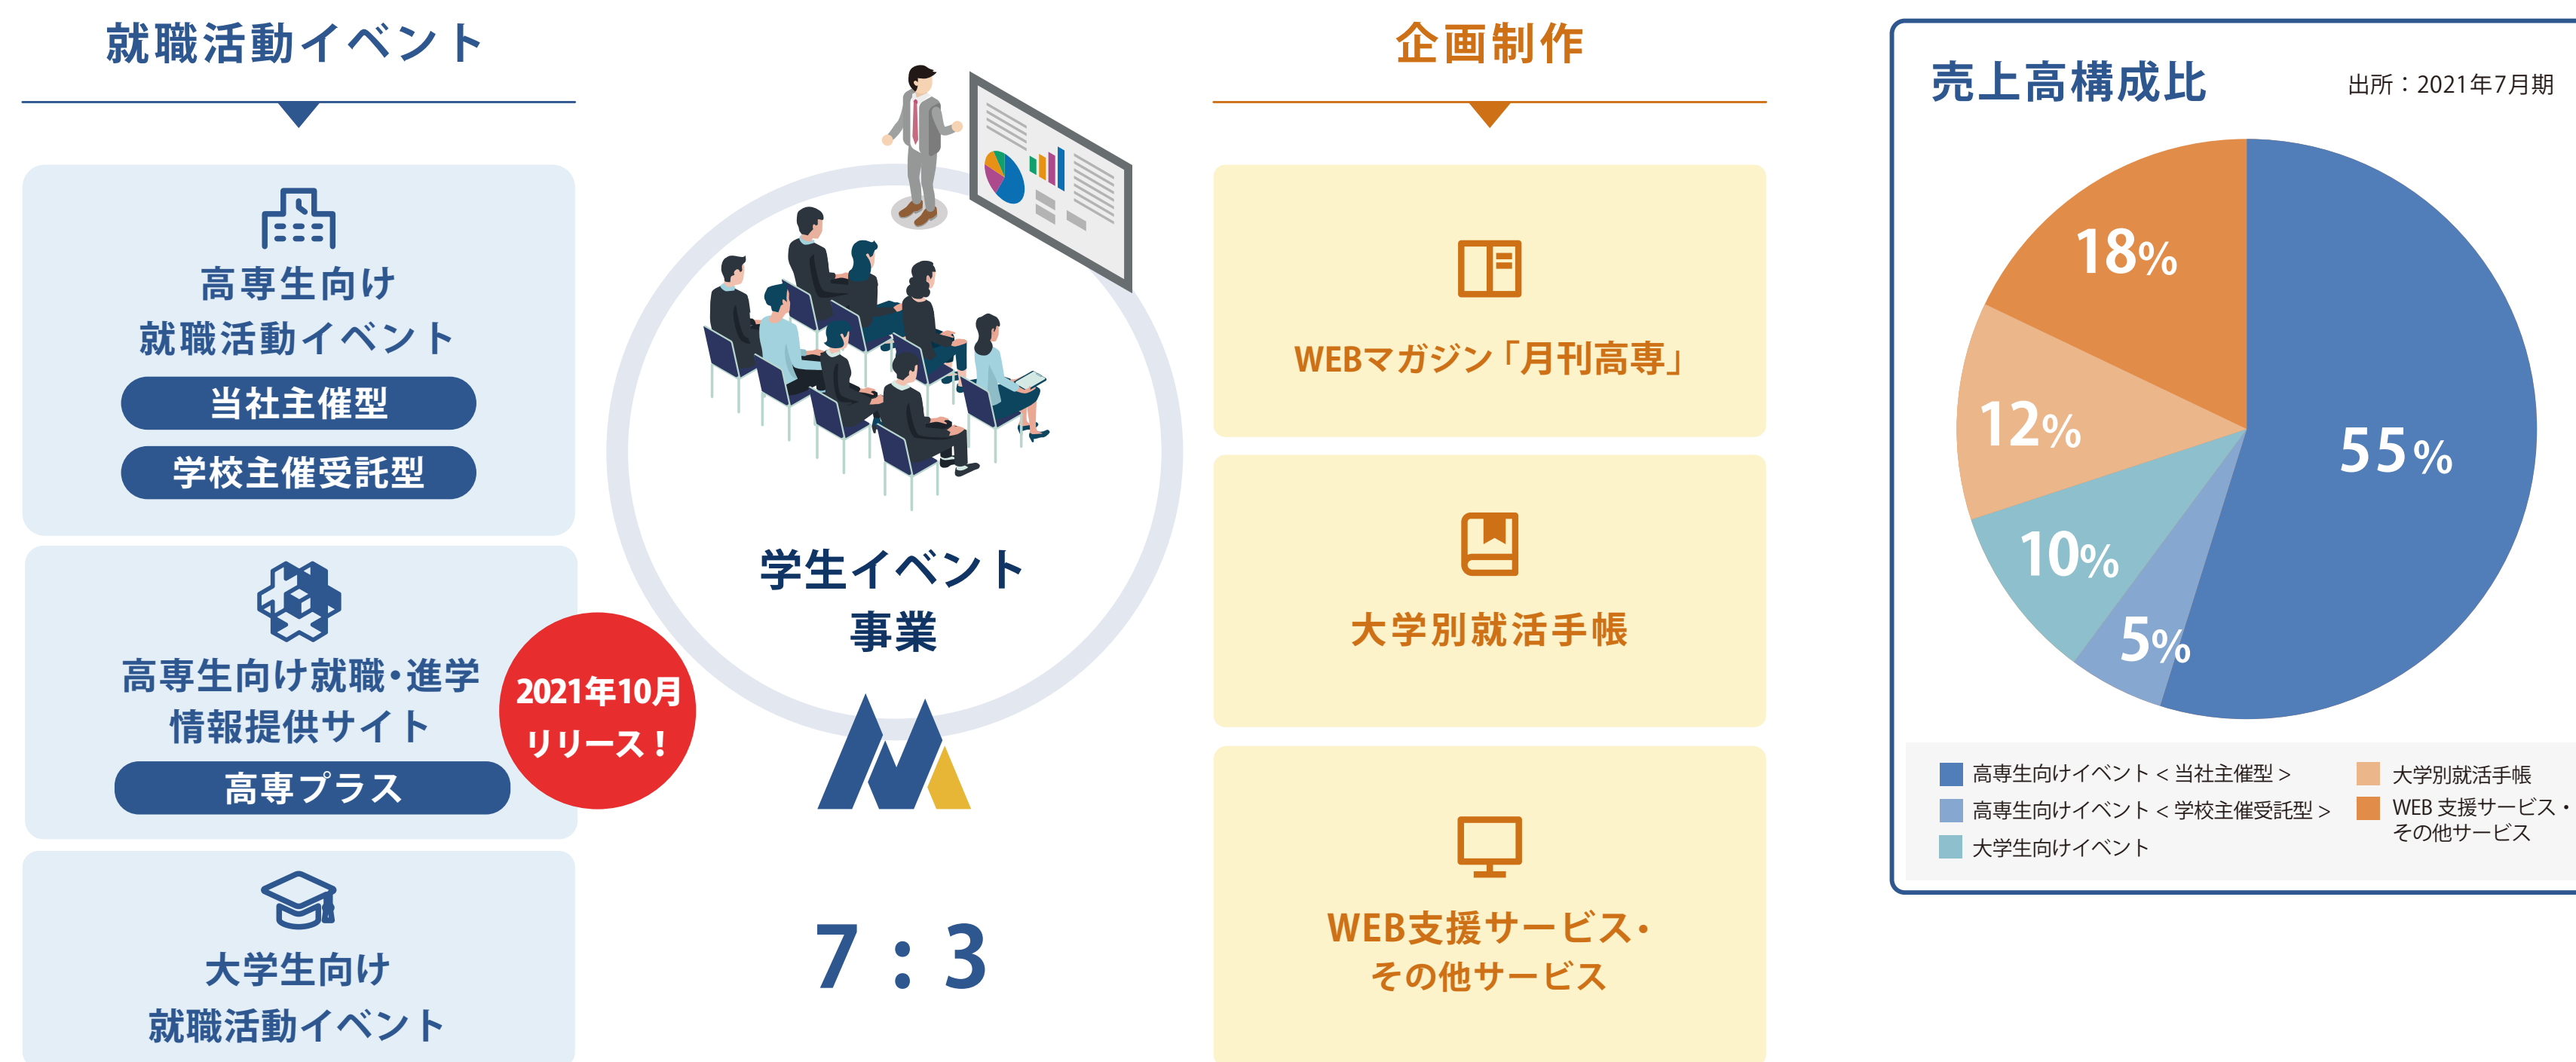 就職活動イベント
高専生向け
就職活動イベント
当社主催型
学校主催受託型
高専生向け就職・進学
情報提供サイト
高専プラス
2021年10月
リリース！
大学生向け
就職活動イベント
学生イベント
事業
7：3
企画制作
WEBマガジン「月刊高専」
大学別就活手帳
WEB支援サービス・
その他サービス
売上高構成比
出所：2021年7月期
18%
12%
10%
5%
55%
高専生向けイベント＜当社主催型＞
高専生向けイベント＜学校主催受託型＞
大学生向けイベント
大学別就活手帳
WEB 支援サービス・
その他サービス